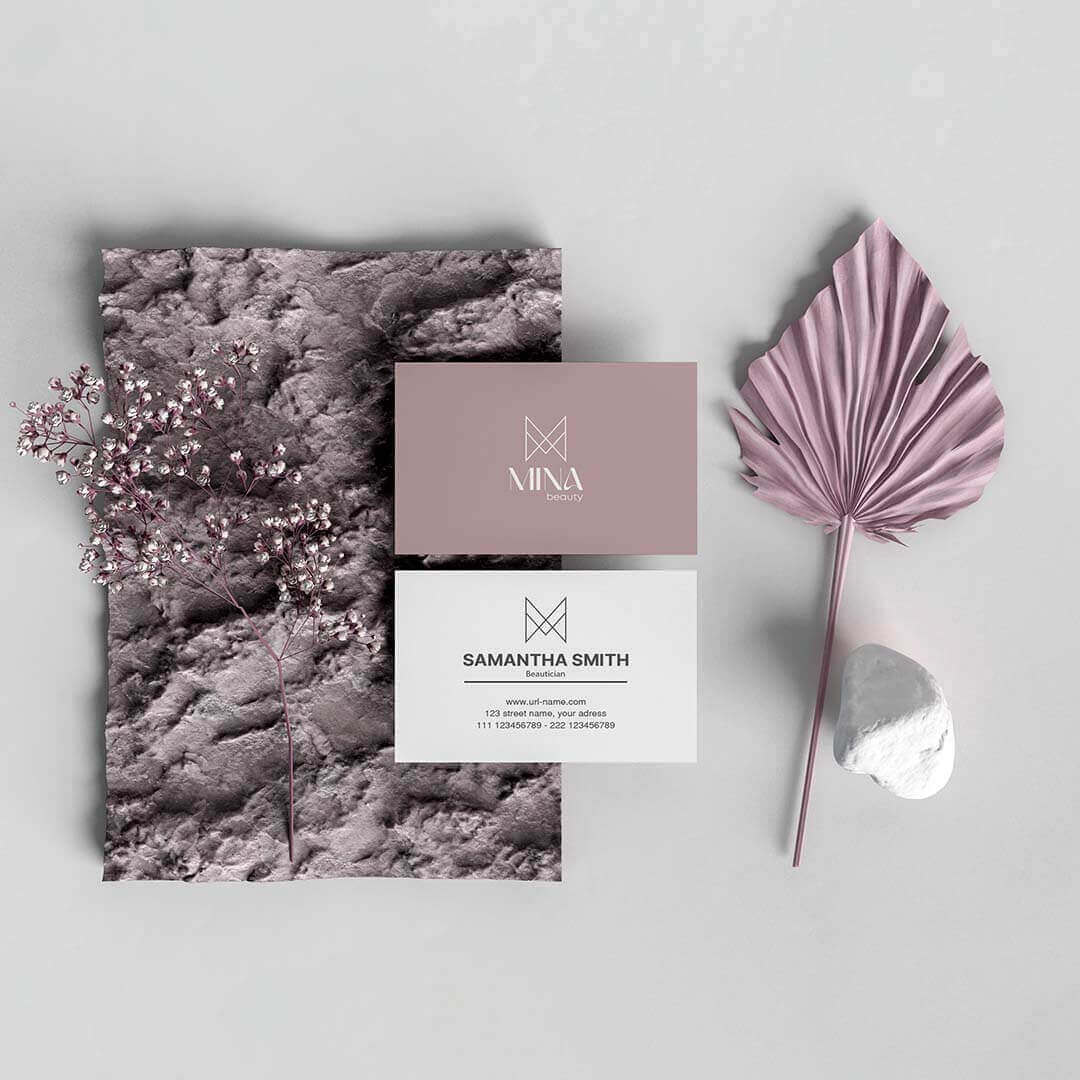 MINA
beauty
SAMANTHA SMITH
Beautician
www.url-name.com
123 street name, your adress
111 123456789 - 222 123456789